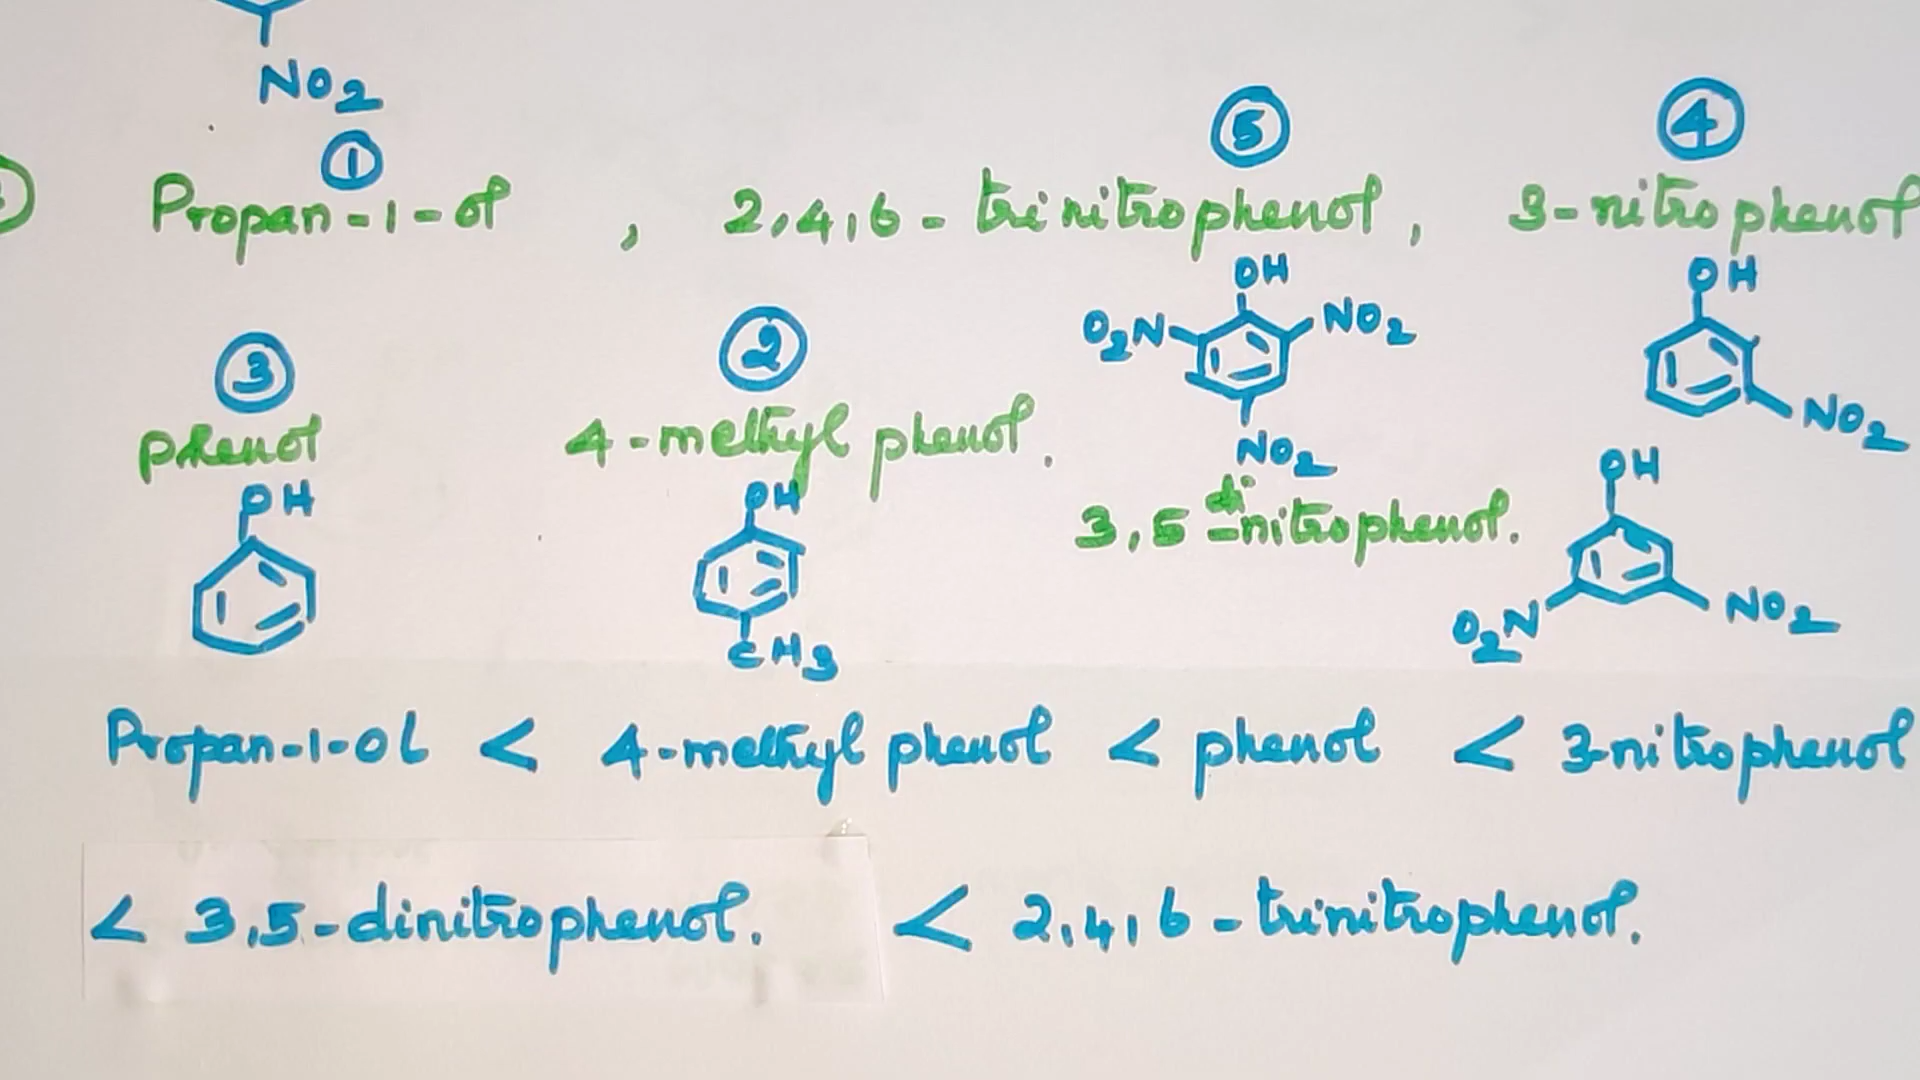 NO2
① ⑤ ④
Propan-1-ol , 2,4,6-trinitrophenol, 3-nitrophenol
OH OH
O2N NO2
③ ②
NO2
phenol 4-methyl phenol.
NO2
OH OH OH
di
3,5-nitrophenol.
O2N NO2
CH3
Propan-1-ol < 4-methyl phenol < phenol < 3-nitrophenol
< 3,5-dinitrophenol. < 2,4,6-trinitrophenol.